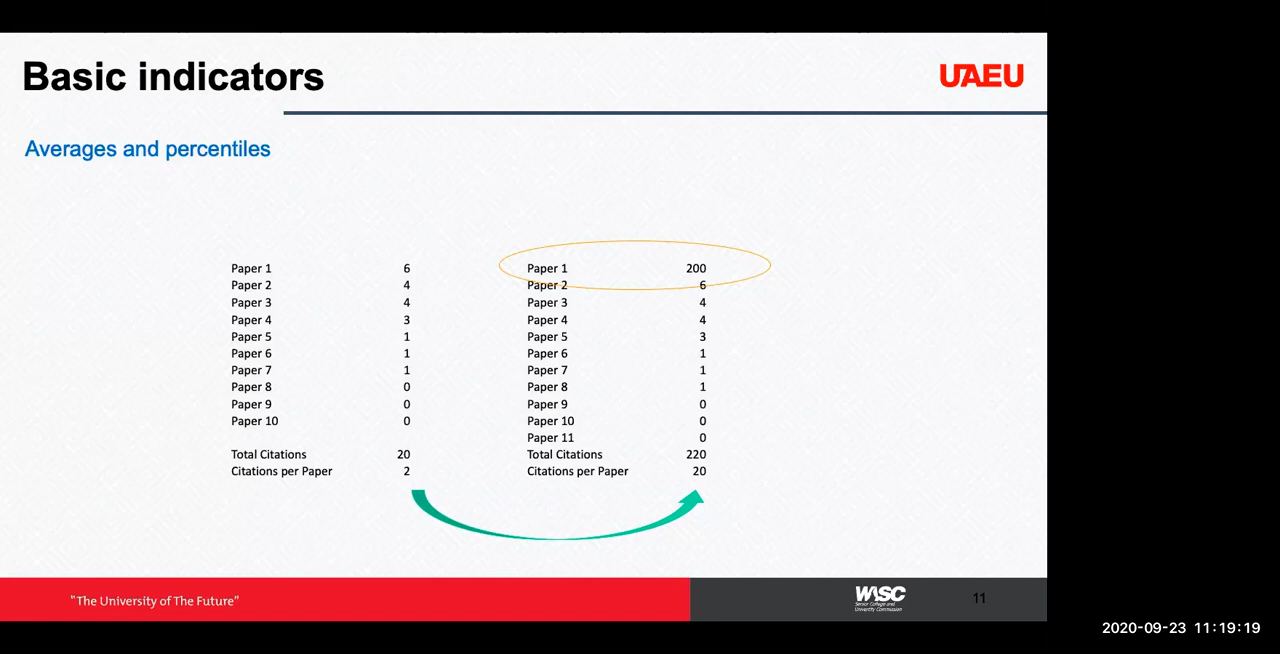 Basic indicators
UAEU
Averages and percentiles
Paper 1 6
Paper 2 4
Paper 3 4
Paper 4 3
Paper 5 1
Paper 6 1
Paper 7 1
Paper 8 0
Paper 9 0
Paper 10 0
Total Citations 20
Citations per Paper 2
Paper 1 200
Paper 2 6
Paper 3 4
Paper 4 4
Paper 5 3
Paper 6 1
Paper 7 1
Paper 8 1
Paper 9 0
Paper 10 0
Paper 11 0
Total Citations 220
Citations per Paper 20
"The University of The Future"
WASC
Senior College and
University Commission
11
2020-09-23 11:19:19